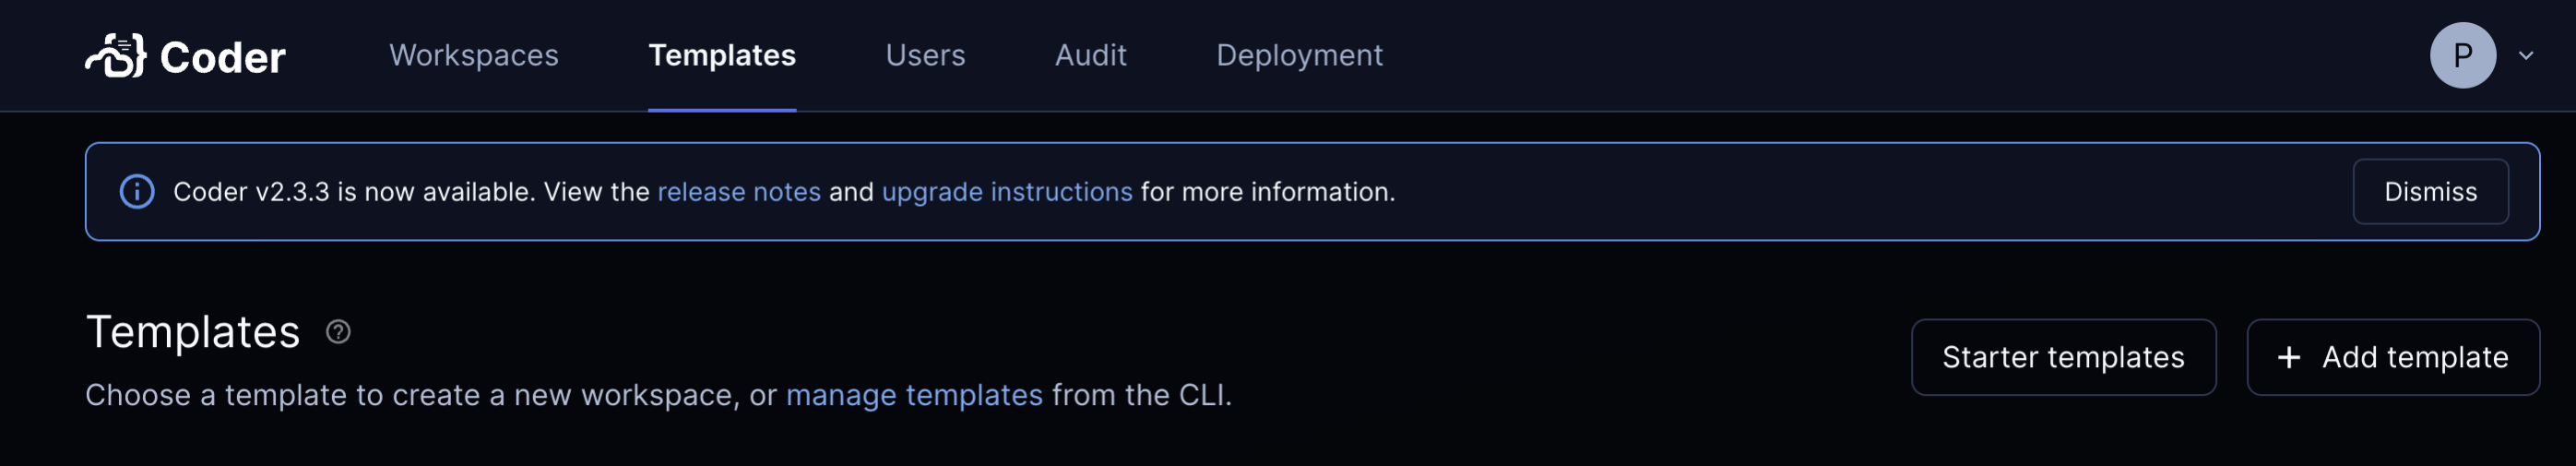 Coder Workspaces Templates Users Audit Deployment P
Coder v2.3.3 is now available. View the release notes and upgrade instructions for more information. Dismiss
Templates
Starter templates + Add template
Choose a template to create a new workspace, or manage templates from the CLI.